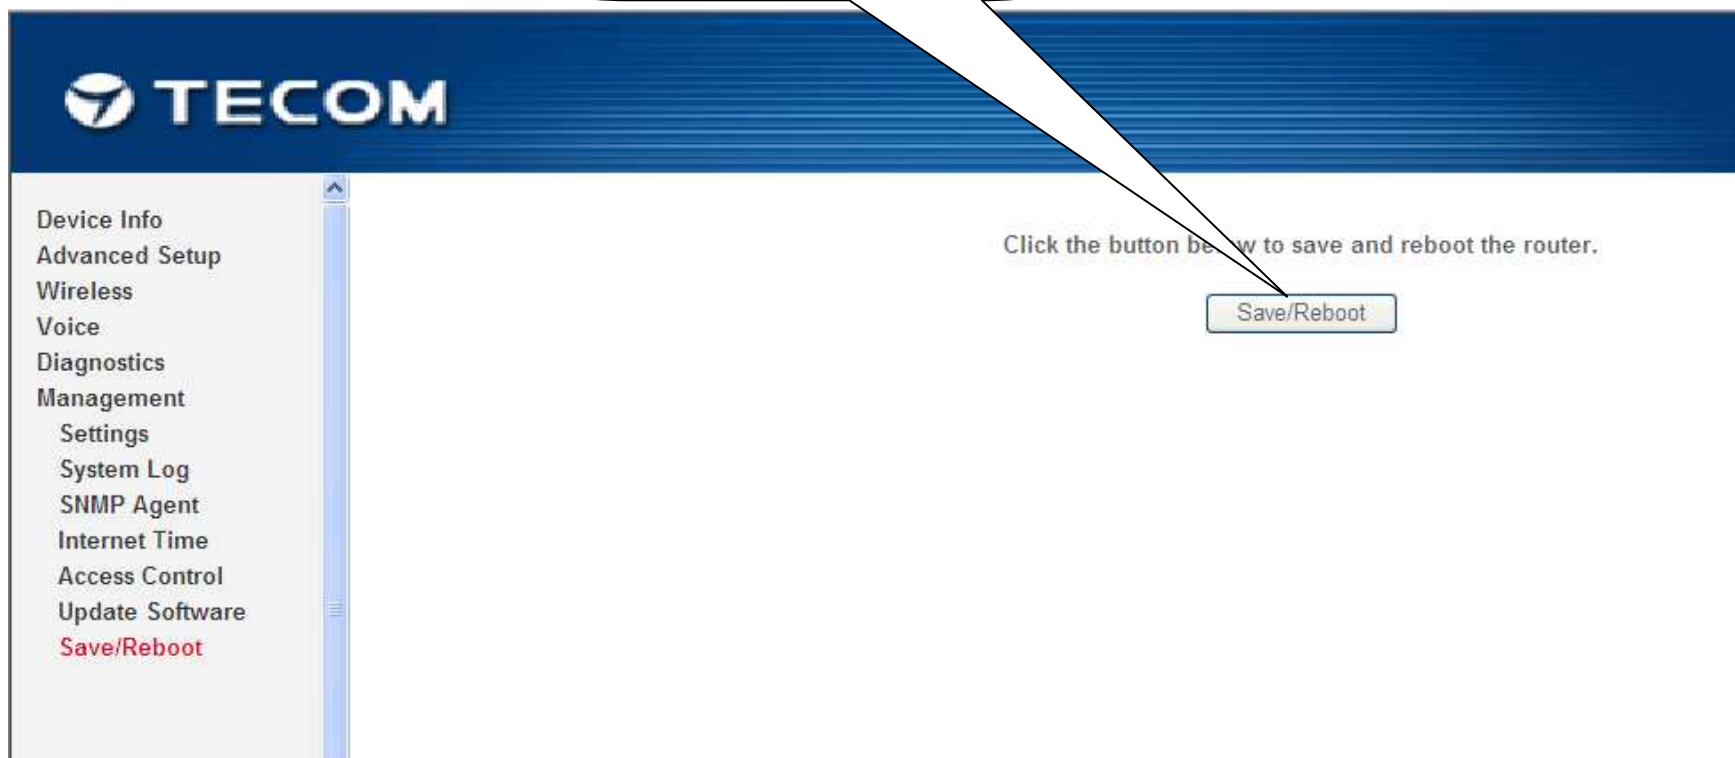 TECOM
Device Info
Advanced Setup
Wireless
Voice
Diagnostics
Management
Settings
System Log
SNMP Agent
Internet Time
Access Control
Update Software
Save/Reboot
Click the button below to save and reboot the router.
Save/Reboot